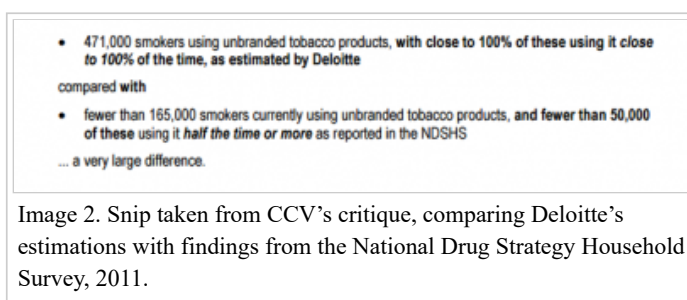 • 471,000 smokers using unbranded tobacco products, with close to 100% of these using it close
to 100% of the time, as estimated by Deloitte
compared with
• fewer than 165,000 smokers currently using unbranded tobacco products, and fewer than 50,000
of these using it half the time or more as reported in the NDSHS
... a very large difference.
Image 2. Snip taken from CCV's critique, comparing Deloitte's
estimations with findings from the National Drug Strategy Household
Survey, 2011.